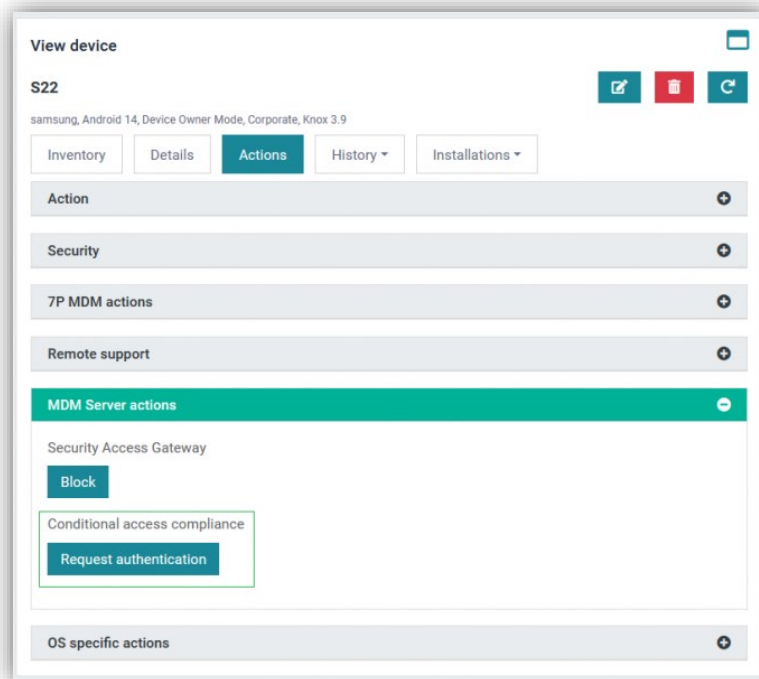 View device
S22
samsung, Android 14, Device Owner Mode, Corporate, Knox 3.9
Inventory Details Actions History Installations
Action
Security
7P MDM actions
Remote support
MDM Server actions
Security Access Gateway
Block
Conditional access compliance
Request authentication
OS specific actions